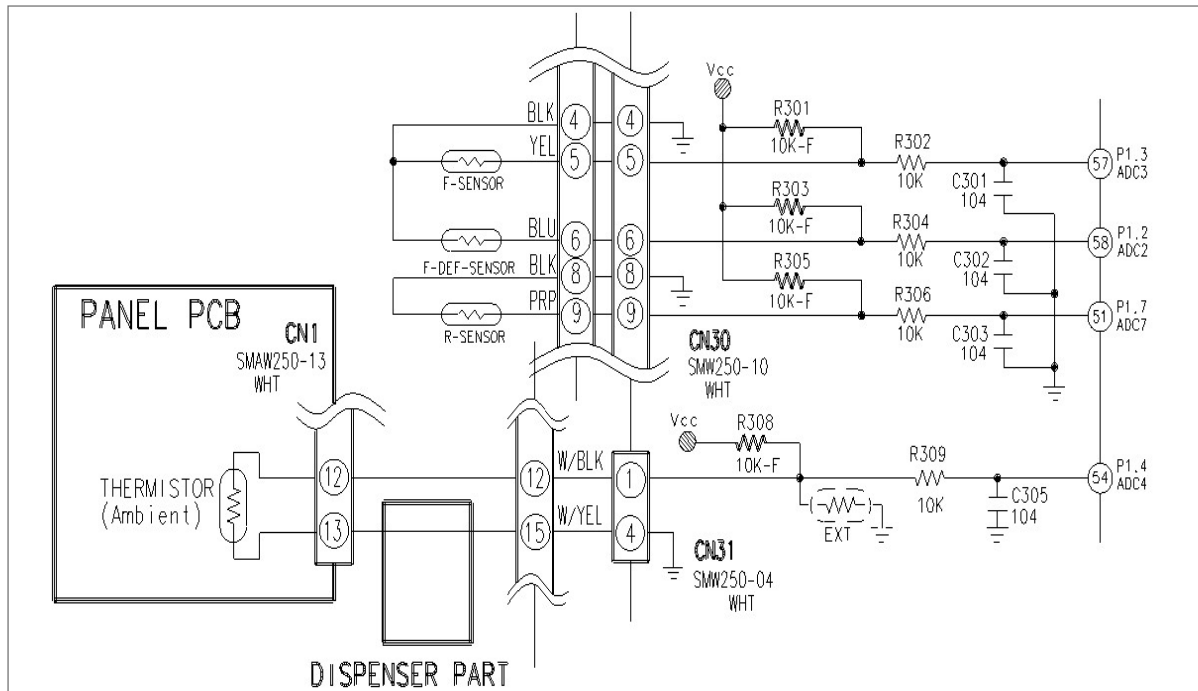 Vcc
BLK
4
4
R301
10K-F
YEL
5
5
R302
10K
57
P1.3
ADC3
F-SENSOR
C301
104
R303
10K-F
BLU
6
6
R304
10K
58
P1.2
ADC2
F-DEF-SENSOR
BLK
8
8
C302
104
R305
10K-F
PRP
9
9
R306
10K
51
P1.7
ADC7
R-SENSOR
C303
104
PANEL PCB
CN1
SMAW250-13
WHT
CN30
SMW250-10
WHT
Vcc
R308
10K-F
THERMISTOR
(Ambient)
12
12
W/BLK
1
R309
10K
54
P1.4
ADC4
13
15
W/YEL
4
EXT
C305
104
CN31
SMW250-04
WHT
DISPENSER PART